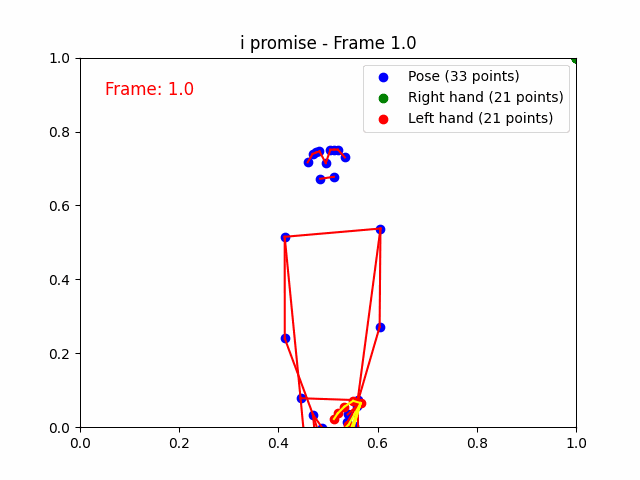 i promise - Frame 1.0
Frame: 1.0
Pose (33 points)
Right hand (21 points)
Left hand (21 points)
1.0
0.8
0.6
0.4
0.2
0.0
0.0 0.2 0.4 0.6 0.8 1.0